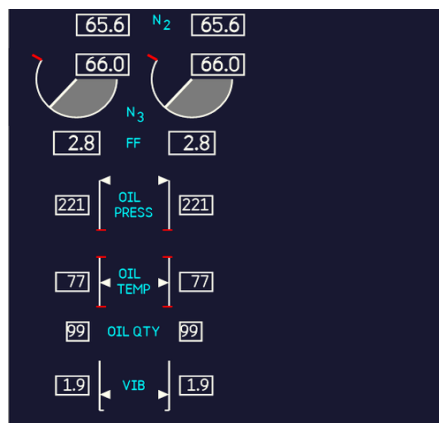 65.6 N2 65.6
66.0 66.0
N3
2.8 FF 2.8
OIL
221 PRESS 221
OIL
77 TEMP 77
99 OIL QTY 99
1.9 VIB 1.9